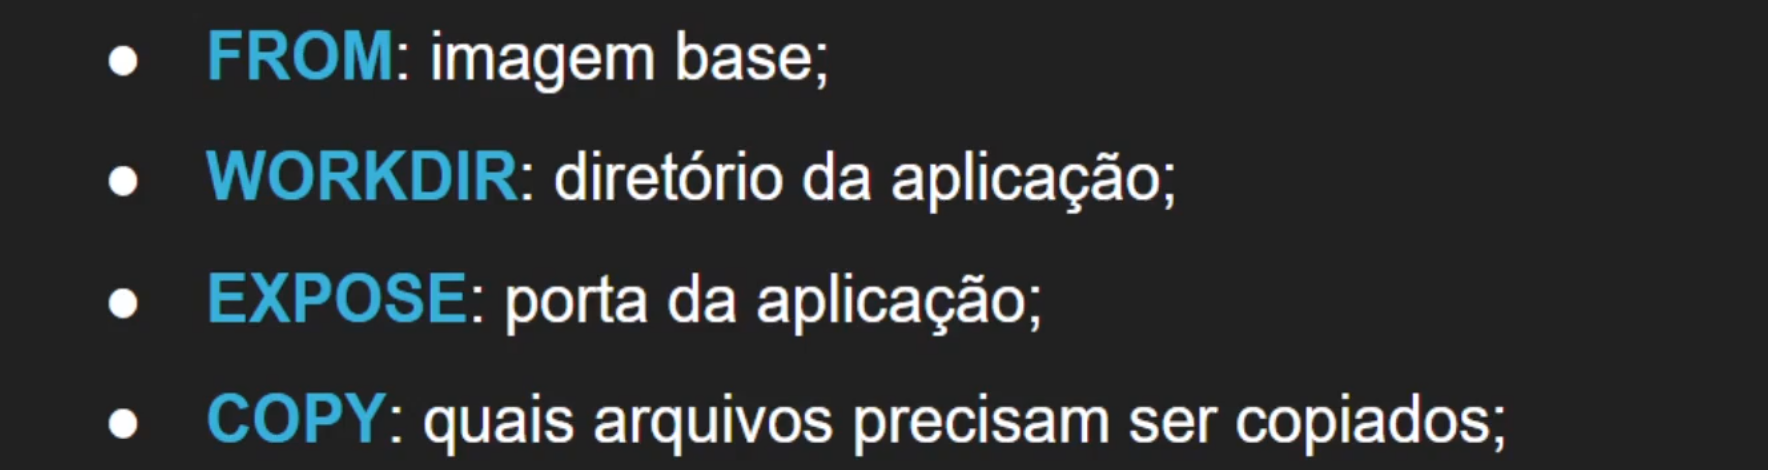 ● FROM: imagem base;
● WORKDIR: diretório da aplicação;
● EXPOSE: porta da aplicação;
● COPY: quais arquivos precisam ser copiados;